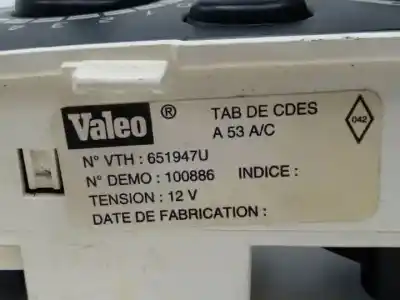 Valeo ® TAB DE CDES
A 53 A/C
042
N° VTH : 651947U
N° DEMO : 100886 INDICE :
TENSION : 12 V
DATE DE FABRICATION :